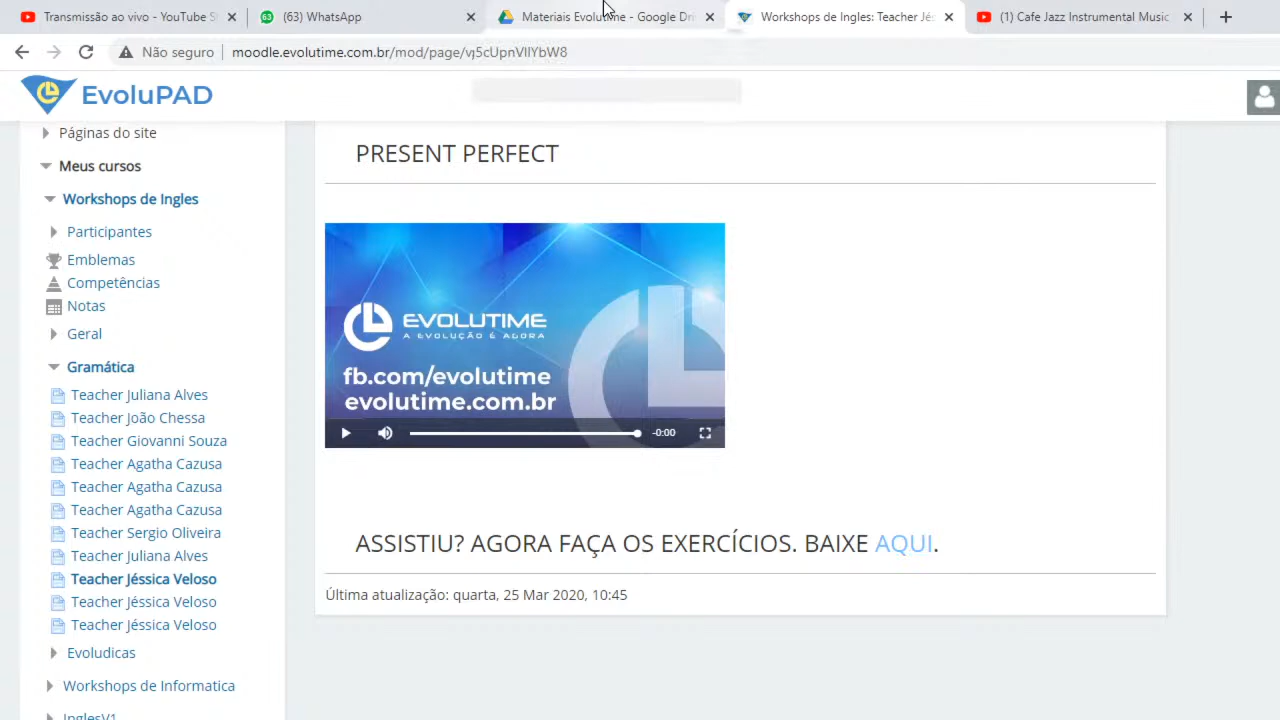 Transmissão ao vivo - YouTube S
63 (63) WhatsApp
Materiais Evolutime - Google Dri
Workshops de Ingles: Teacher Jés
(1) Cafe Jazz Instrumental Music
Não seguro
moodle.evolutime.com.br/mod/page/vj5cUpnVIIYbW8
EvoluPAD
Páginas do site
Meus cursos
Workshops de Ingles
Participantes
Emblemas
Competências
Notas
Geral
Gramática
Teacher Juliana Alves
Teacher João Chessa
Teacher Giovanni Souza
Teacher Agatha Cazusa
Teacher Agatha Cazusa
Teacher Agatha Cazusa
Teacher Sergio Oliveira
Teacher Juliana Alves
Teacher Jéssica Veloso
Teacher Jéssica Veloso
Teacher Jéssica Veloso
Evoludicas
Workshops de Informatica
InglesV1
PRESENT PERFECT
EVOLUTIME
A EVOLUÇÃO É AGORA
fb.com/evolutime
evolutime.com.br
-0:00
ASSISTIU? AGORA FAÇA OS EXERCÍCIOS. BAIXE AQUI.
Última atualização: quarta, 25 Mar 2020, 10:45